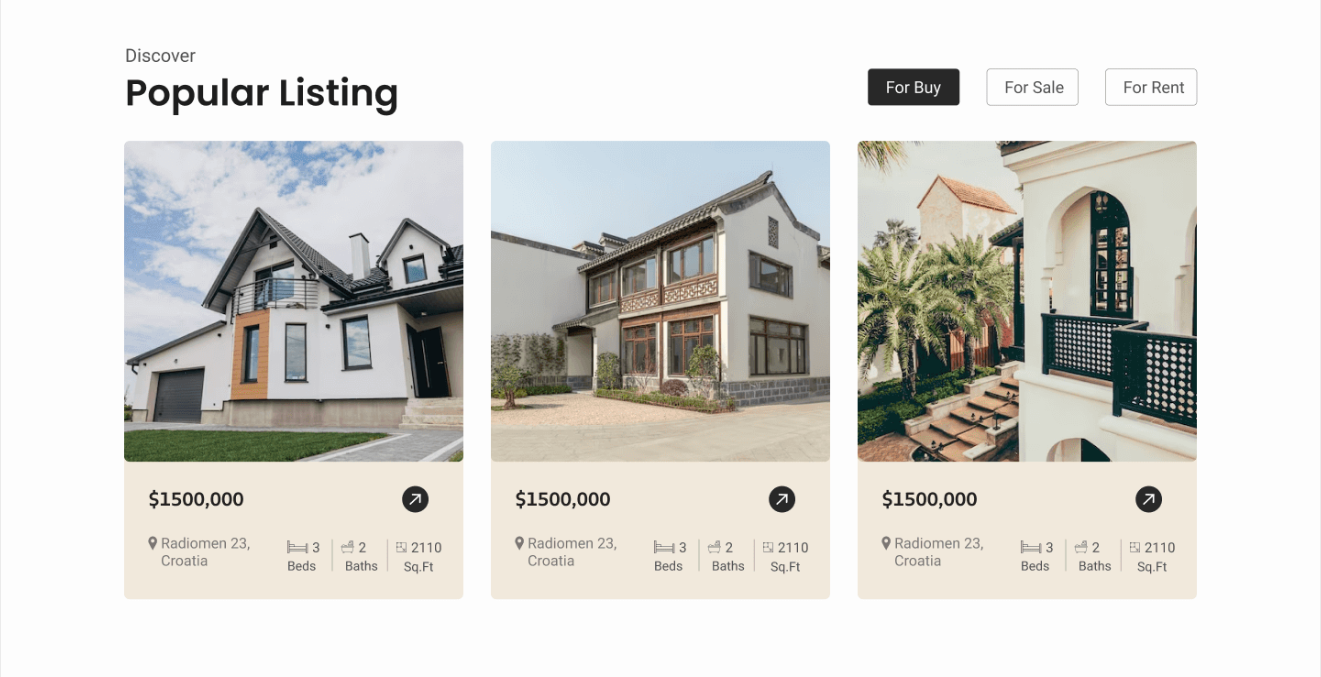 Discover
Popular Listing
For Buy
For Sale
For Rent
$1500,000
Radiomen 23,
Croatia
3
Beds
2
Baths
2110
Sq.Ft
$1500,000
Radiomen 23,
Croatia
3
Beds
2
Baths
2110
Sq.Ft
$1500,000
Radiomen 23,
Croatia
3
Beds
2
Baths
2110
Sq.Ft